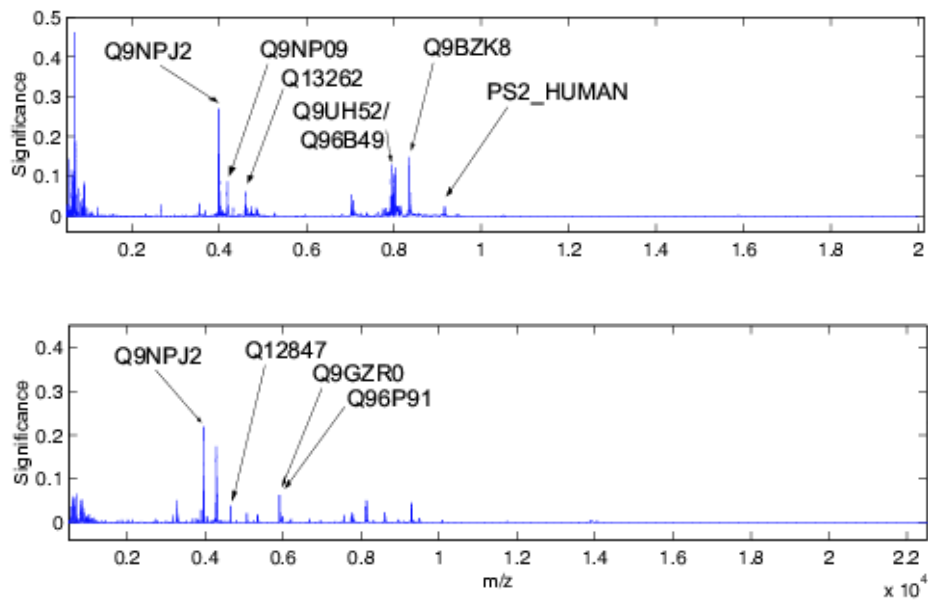 0.5
0.4
0.3
0.2
0.1
0
Significance
Q9NPJ2
Q9NP09
Q13262
Q9UH52/
Q96B49
Q9BZK8
PS2_HUMAN
0.2 0.4 0.6 0.8 1 1.2 1.4 1.6 1.8 2
0.4
0.3
0.2
0.1
0
Significance
Q9NPJ2
Q12847
Q9GZR0
Q96P91
0.2 0.4 0.6 0.8 1 1.2 1.4 1.6 1.8 2 2.2
m/z
x 10^4